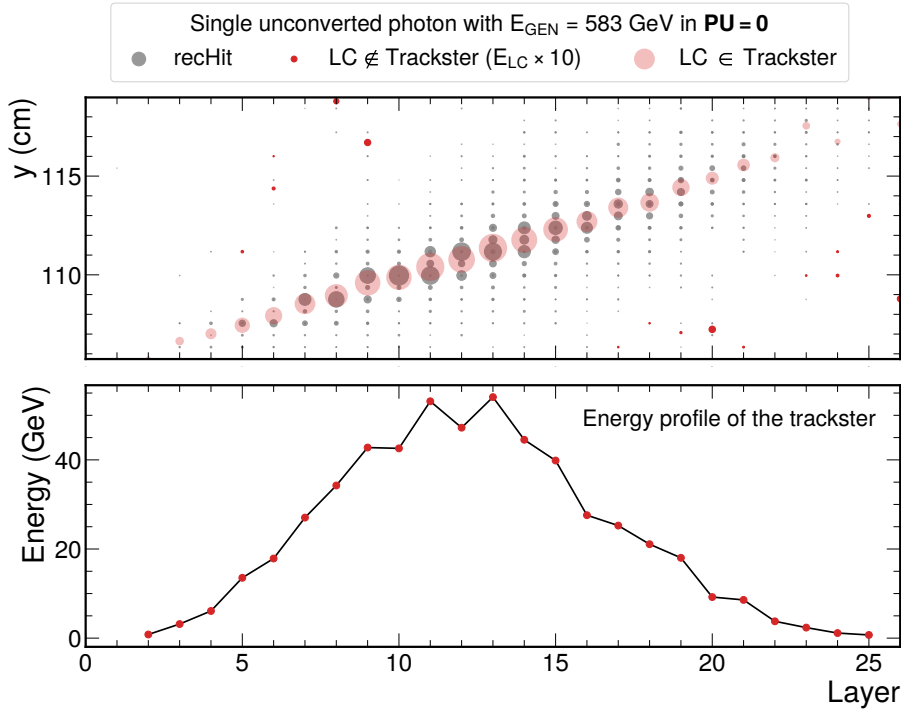 Single unconverted photon with E_GEN = 583 GeV in PU = 0
recHit LC ∉ Trackster (E_LC × 10) LC ∈ Trackster
y (cm)
115
110
Energy profile of the trackster
Energy (GeV)
40
20
0
0 5 10 15 20 25
Layer